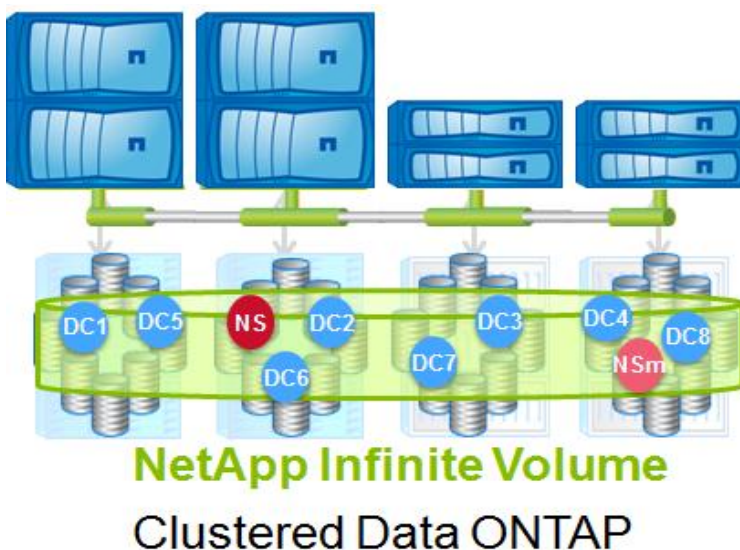 DC1 DC5 NS DC2 DC3 DC4 DC8
DC6 DC7 NSm
NetApp Infinite Volume
Clustered Data ONTAP